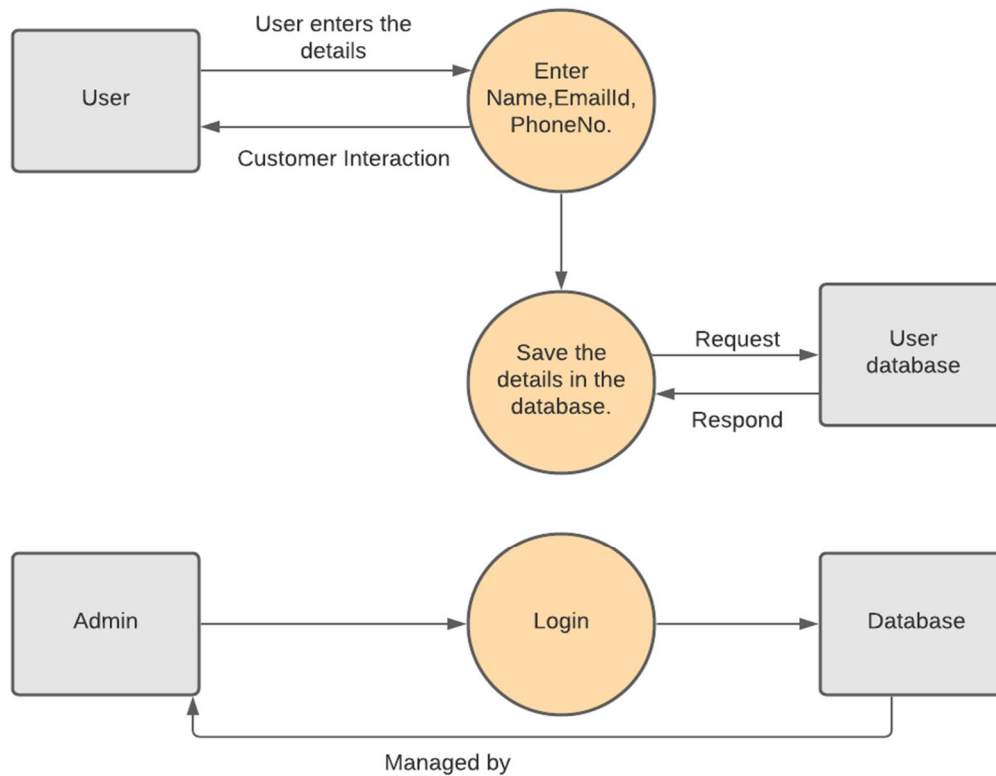 User enters the
details
User
Enter
Name,EmailId,
PhoneNo.
Customer Interaction
Save the
details in the
database.
Request
Respond
User
database
Admin
Login
Database
Managed by